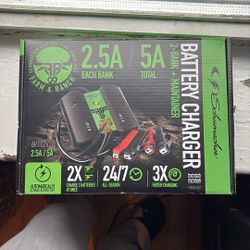 FARM & RANCH
2.5A / 5A
EACH BANK
TOTAL
6V/12V
2.5A / 5A
2X
CHARGE 2 BATTERIES
AT ONCE
24/7
ALL-SEASON
3X
FASTER CHARGING
BATTERY CHARGER
2-BANK + MAINTAINER
Schumacher